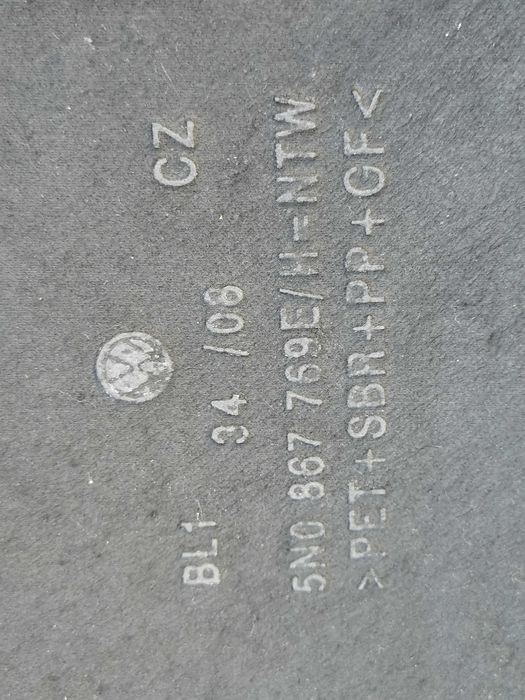 CZ
BL1 34 /08
5N0 867 769E/H=NTW
>PET+SBR+PP+GF<